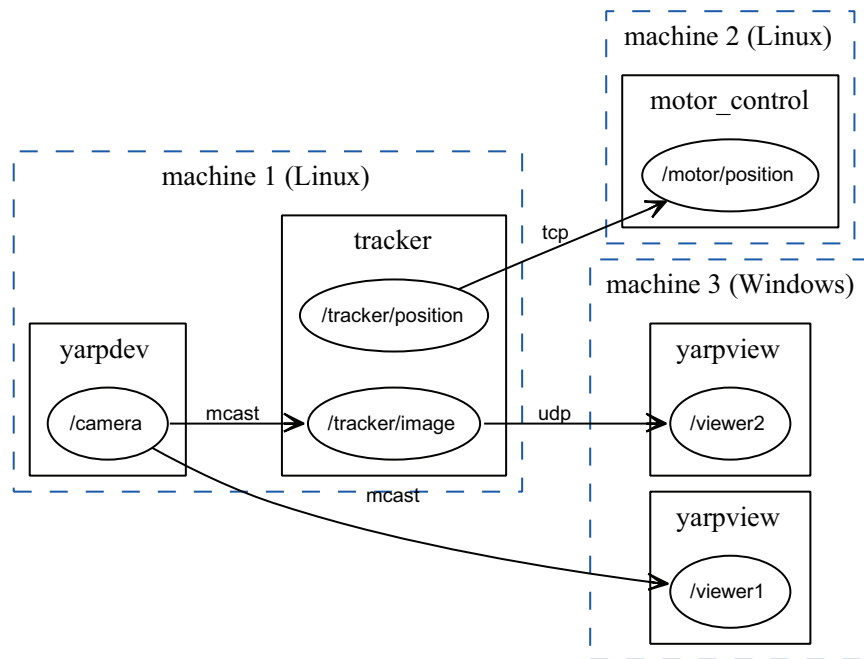 machine 2 (Linux)
motor_control
/motor/position
machine 1 (Linux)
tracker
tcp
machine 3 (Windows)
/tracker/position
yarpdev
yarpview
/camera
mcast
/tracker/image
udp
/viewer2
mcast
yarpview
/viewer1